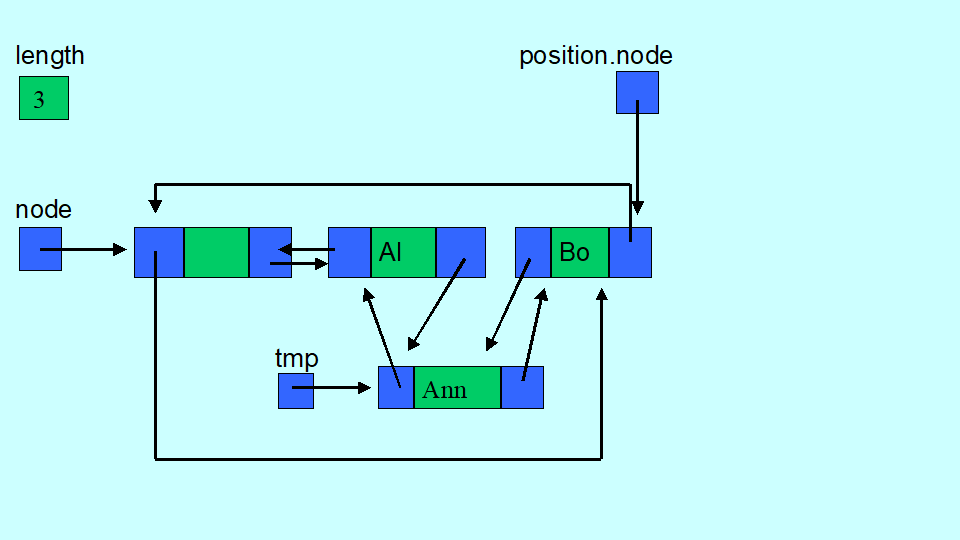 length
position.node
3
node
Al
Bo
tmp
Ann